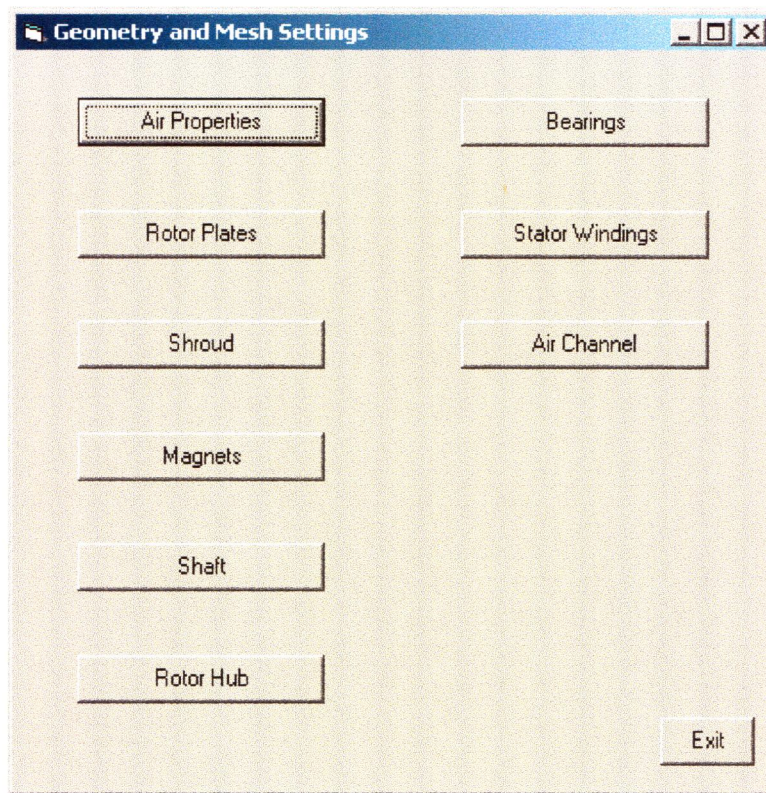 Geometry and Mesh Settings
Air Properties
Bearings
Rotor Plates
Stator Windings
Shroud
Air Channel
Magnets
Shaft
Rotor Hub
Exit